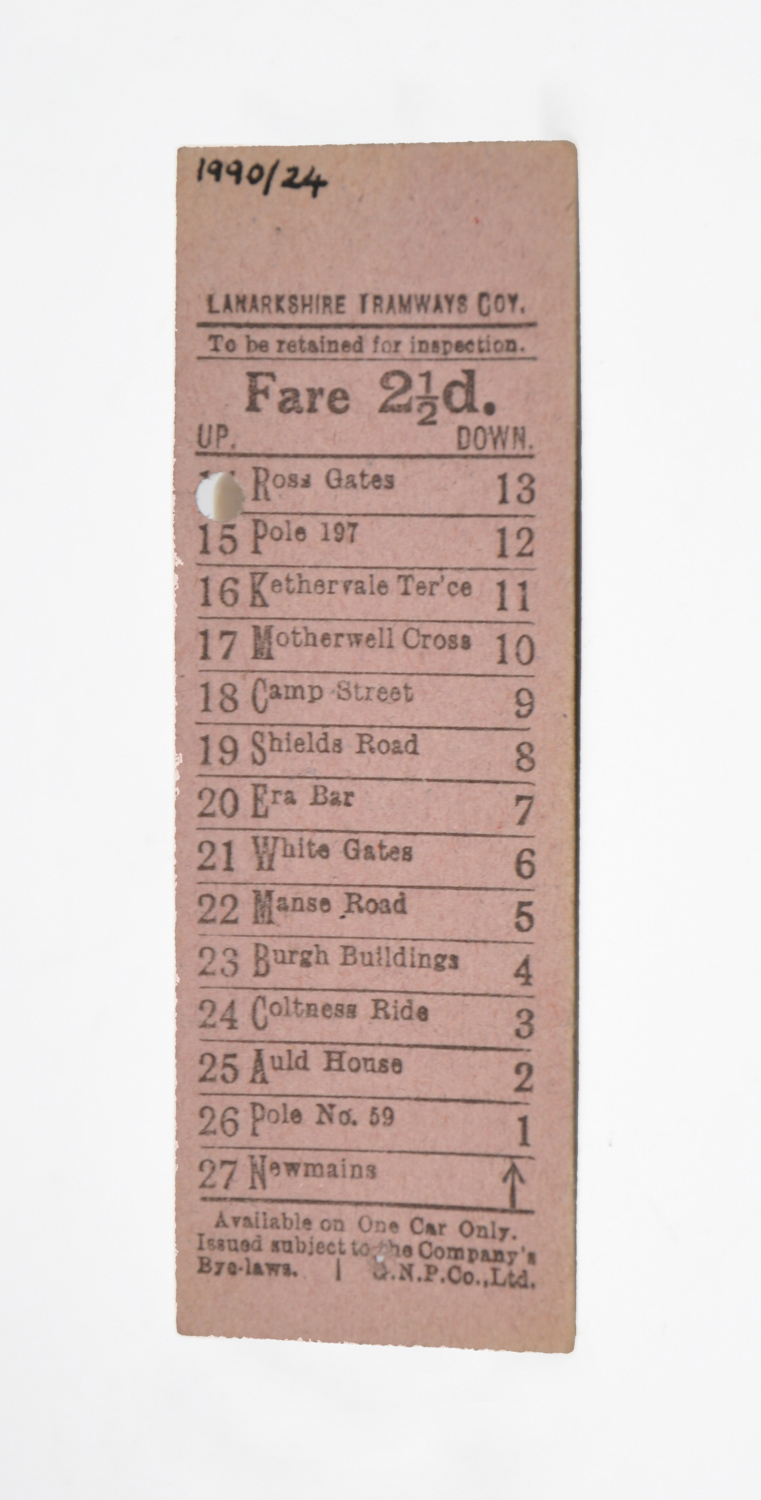 1990/24
LANARKSHIRE TRAMWAYS COY.
To be retained for inspection.
Fare 2½d.
UP. DOWN.
Ross Gates 13
15 Pole 197 12
16 Kethervale Ter'ce 11
17 Motherwell Cross 10
18 Camp Street 9
19 Shields Road 8
20 Era Bar 7
21 White Gates 6
22 Manse Road 5
23 Burgh Buildings 4
24 Coltness Ride 3
25 Auld House 2
26 Pole No. 59 1
27 Newmains ↑
Available on One Car Only.
Issued subject to the Company's
Bye-laws. | G.N.P.Co.,Ltd.